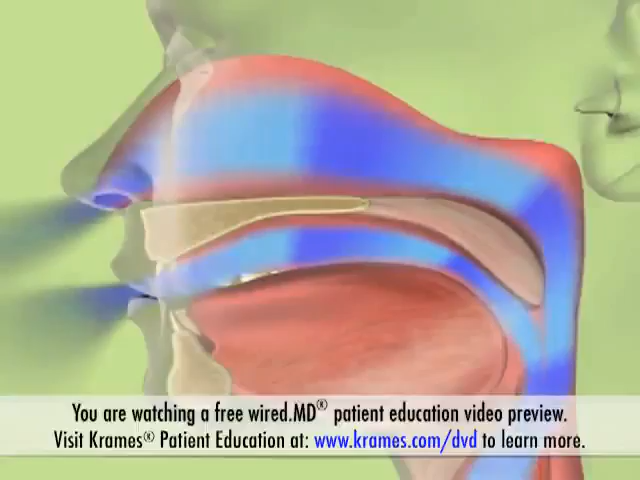 You are watching a free wired.MD® patient education video preview.
Visit Krames® Patient Education at: www.krames.com/dvd to learn more.